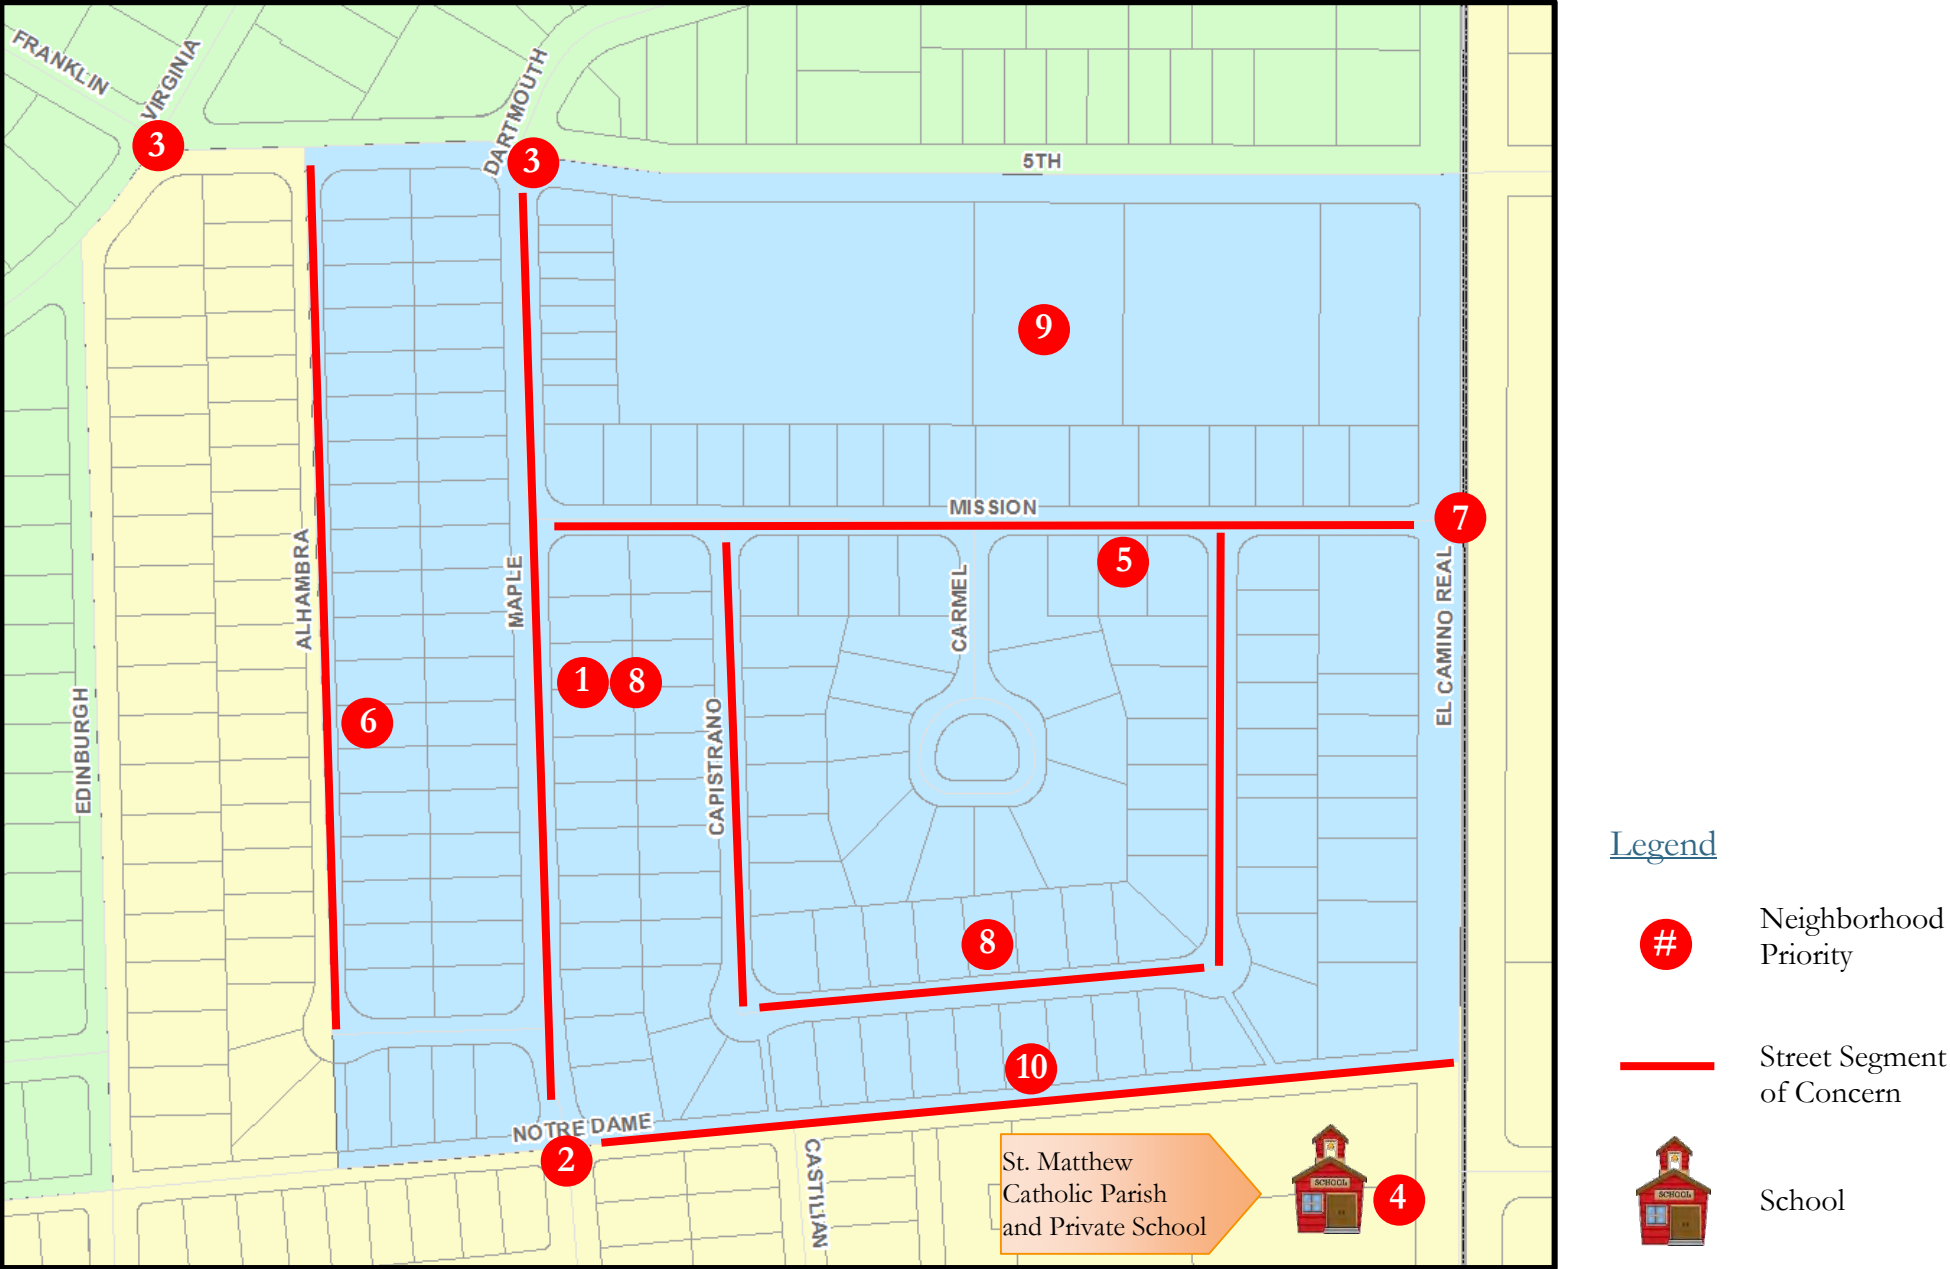 FRANKLIN
VIRGINIA
DARTMOUTH
3
3
5TH
9
MISSION
7
5
ALHAMBRA
MAPLE
CARMEL
EL CAMINO REAL
1
8
6
CAPISTRANO
EDINBURGH
8
10
NOTRE DAME
2
CASTILIAN
St. Matthew
Catholic Parish
and Private School
SCHOOL
4
Legend
#
Neighborhood
Priority
Street Segment
of Concern
SCHOOL
School